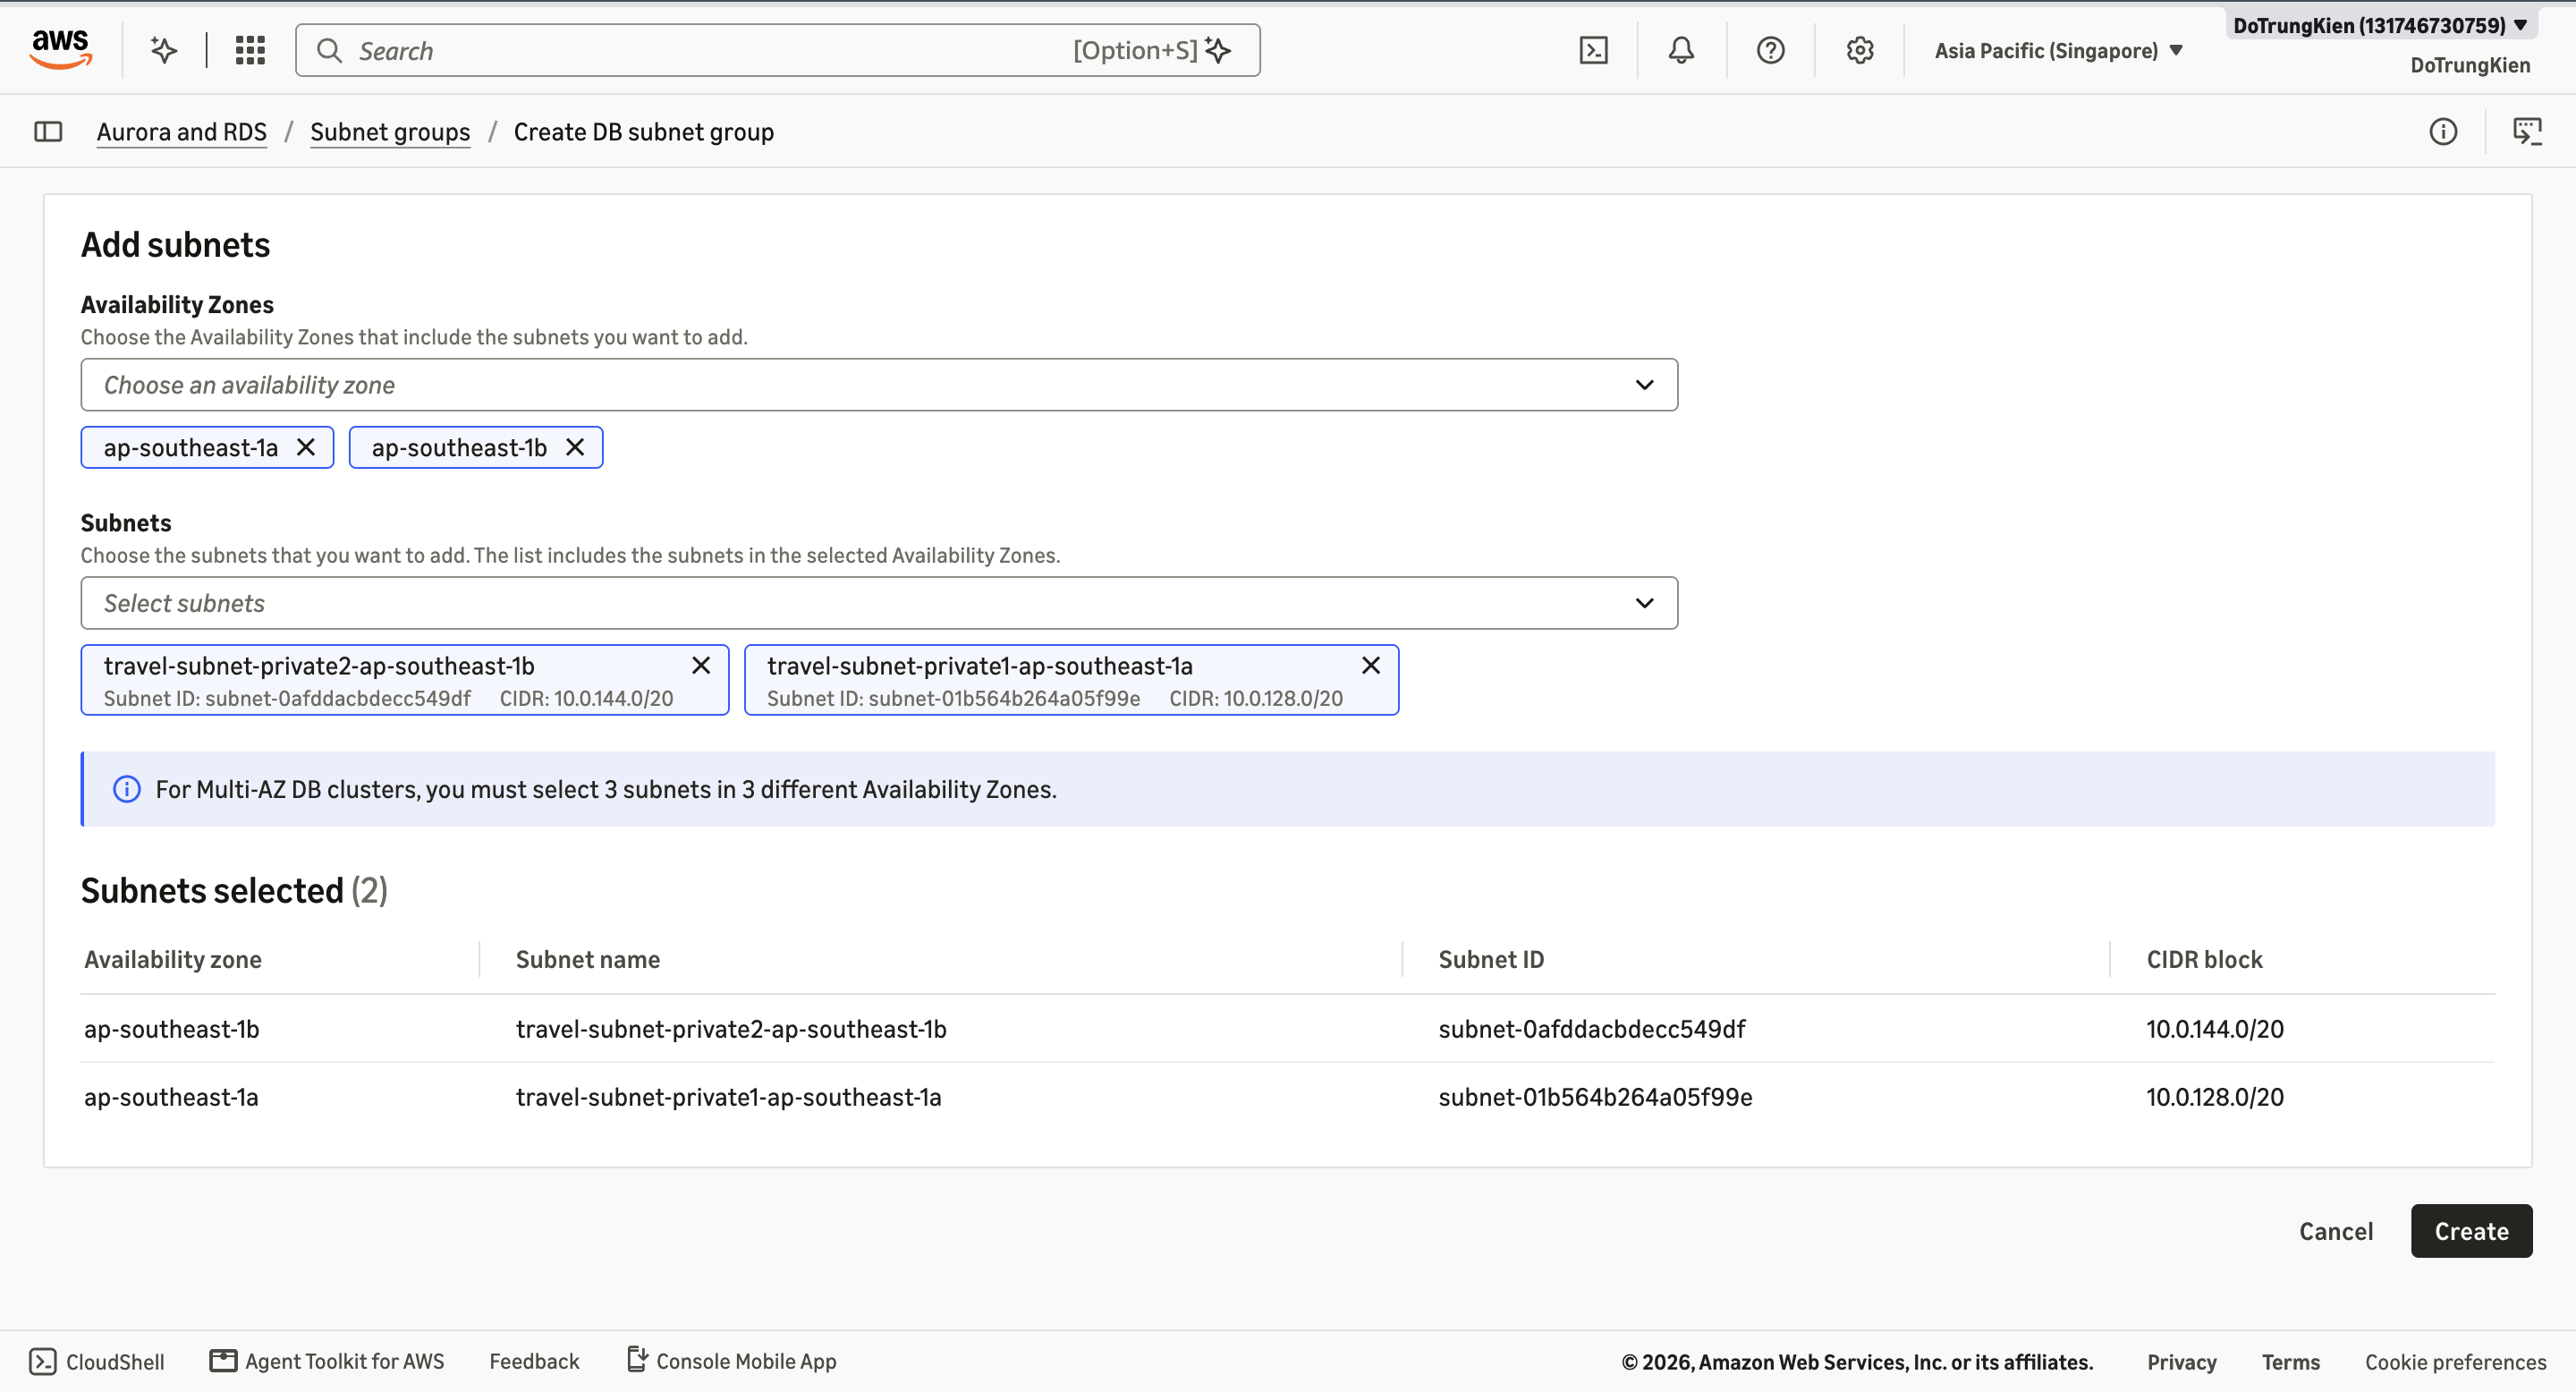 aws
Search
[Option+S]
Asia Pacific (Singapore)
DoTrungKien (131746730759)
DoTrungKien
Aurora and RDS / Subnet groups / Create DB subnet group
Add subnets
Availability Zones
Choose the Availability Zones that include the subnets you want to add.
Choose an availability zone
ap-southeast-1a
ap-southeast-1b
Subnets
Choose the subnets that you want to add. The list includes the subnets in the selected Availability Zones.
Select subnets
travel-subnet-private2-ap-southeast-1b
Subnet ID: subnet-0afddacbdecc549df CIDR: 10.0.144.0/20
travel-subnet-private1-ap-southeast-1a
Subnet ID: subnet-01b564b264a05f99e CIDR: 10.0.128.0/20
For Multi-AZ DB clusters, you must select 3 subnets in 3 different Availability Zones.
Subnets selected (2)
Availability zone Subnet name Subnet ID CIDR block
ap-southeast-1b travel-subnet-private2-ap-southeast-1b subnet-0afddacbdecc549df 10.0.144.0/20
ap-southeast-1a travel-subnet-private1-ap-southeast-1a subnet-01b564b264a05f99e 10.0.128.0/20
Cancel
Create
CloudShell
Agent Toolkit for AWS
Feedback
Console Mobile App
© 2026, Amazon Web Services, Inc. or its affiliates.
Privacy
Terms
Cookie preferences